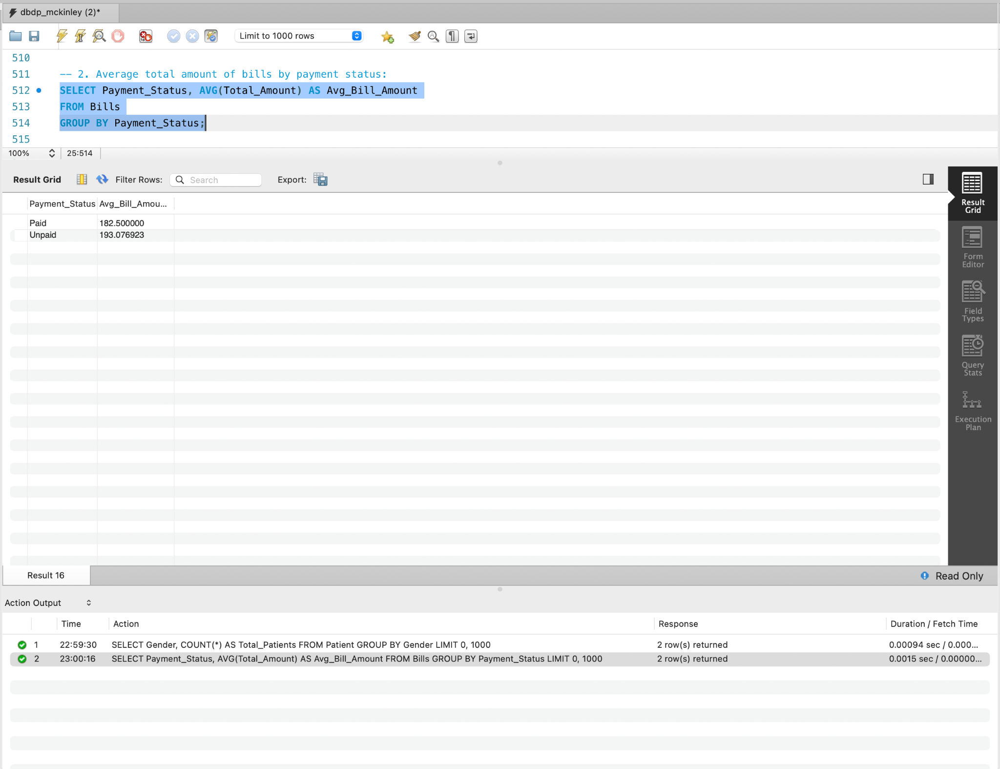 dbdp_mckinley (2)*
Limit to 1000 rows
510
511 -- 2. Average total amount of bills by payment status:
512 SELECT Payment_Status, AVG(Total_Amount) AS Avg_Bill_Amount
513 FROM Bills
514 GROUP BY Payment_Status;
515
100% 25:514
Result Grid Filter Rows: Search Export:
Payment_Status Avg_Bill_Amou...
Paid 182.500000
Unpaid 193.076923
Result
Grid
Form
Editor
Field
Types
Query
Stats
Execution
Plan
Result 16 Read Only
Action Output
Time Action Response Duration / Fetch Time
1 22:59:30 SELECT Gender, COUNT(*) AS Total_Patients FROM Patient GROUP BY Gender LIMIT 0, 1000 2 row(s) returned 0.00094 sec / 0.000...
2 23:00:16 SELECT Payment_Status, AVG(Total_Amount) AS Avg_Bill_Amount FROM Bills GROUP BY Payment_Status LIMIT 0, 1000 2 row(s) returned 0.0015 sec / 0.00000...